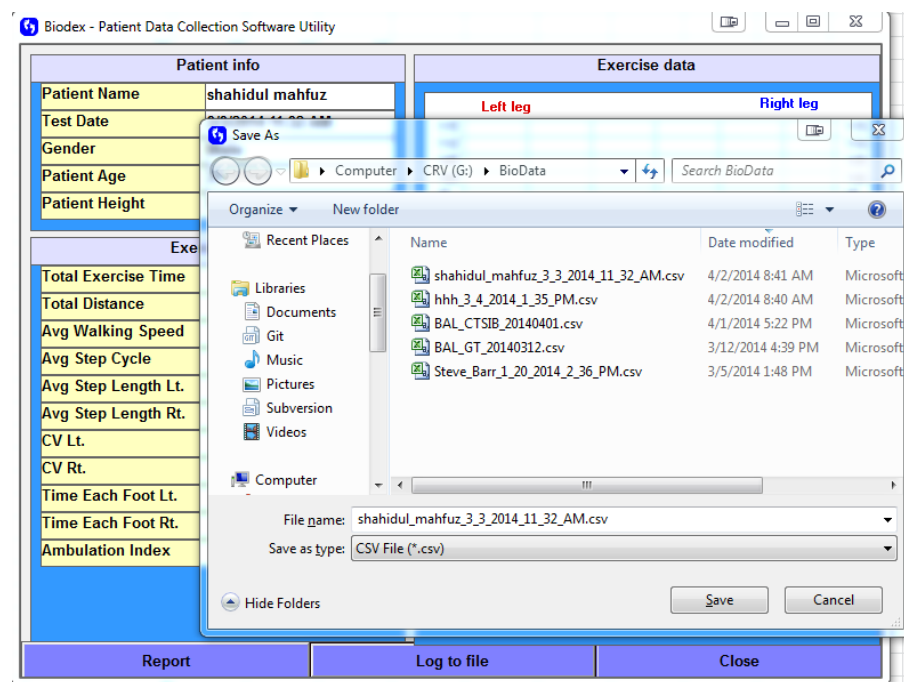 Biodex - Patient Data Collection Software Utility
Patient info
Exercise data
Patient Name shahidul mahfuz
Left leg
Right leg
Test Date
Save As
Gender
Patient Age
Computer CRV (G:) BioData
Search BioData
Patient Height
Organize New folder
Recent Places
Name Date modified Type
Exe
Total Exercise Time
shahidul_mahfuz_3_3_2014_11_32_AM.csv 4/2/2014 8:41 AM Microsoft
Libraries
Total Distance
Documents
hhh_3_4_2014_1_35_PM.csv 4/2/2014 8:40 AM Microsoft
Avg Walking Speed
Git
BAL_CTSIB_20140401.csv 4/1/2014 5:22 PM Microsoft
Avg Step Cycle
Music
BAL_GT_20140312.csv 3/12/2014 4:39 PM Microsoft
Avg Step Length Lt.
Pictures
Steve_Barr_1_20_2014_2_36_PM.csv 3/5/2014 1:48 PM Microsoft
Avg Step Length Rt.
Subversion
CV Lt.
Videos
CV Rt.
Computer
Time Each Foot Lt.
Time Each Foot Rt.
File name: shahidul_mahfuz_3_3_2014_11_32_AM.csv
Ambulation Index
Save as type: CSV File (*.csv)
Hide Folders
Save Cancel
Report Log to file Close